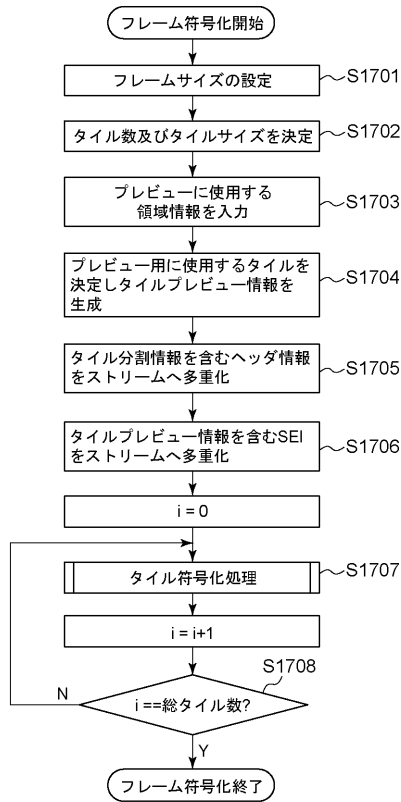 フレーム符号化開始
フレームサイズの設定
S1701
タイル数及びタイルサイズを決定
S1702
プレビューに使用する
領域情報を入力
S1703
プレビュー用に使用するタイルを
決定しタイルプレビュー情報を
生成
S1704
タイル分割情報を含むヘッダ情報
をストリームへ多重化
S1705
タイルプレビュー情報を含むSEI
をストリームへ多重化
S1706
i = 0
タイル符号化処理
S1707
i = i+1
S1708
i ==総タイル数?
N
Y
フレーム符号化終了